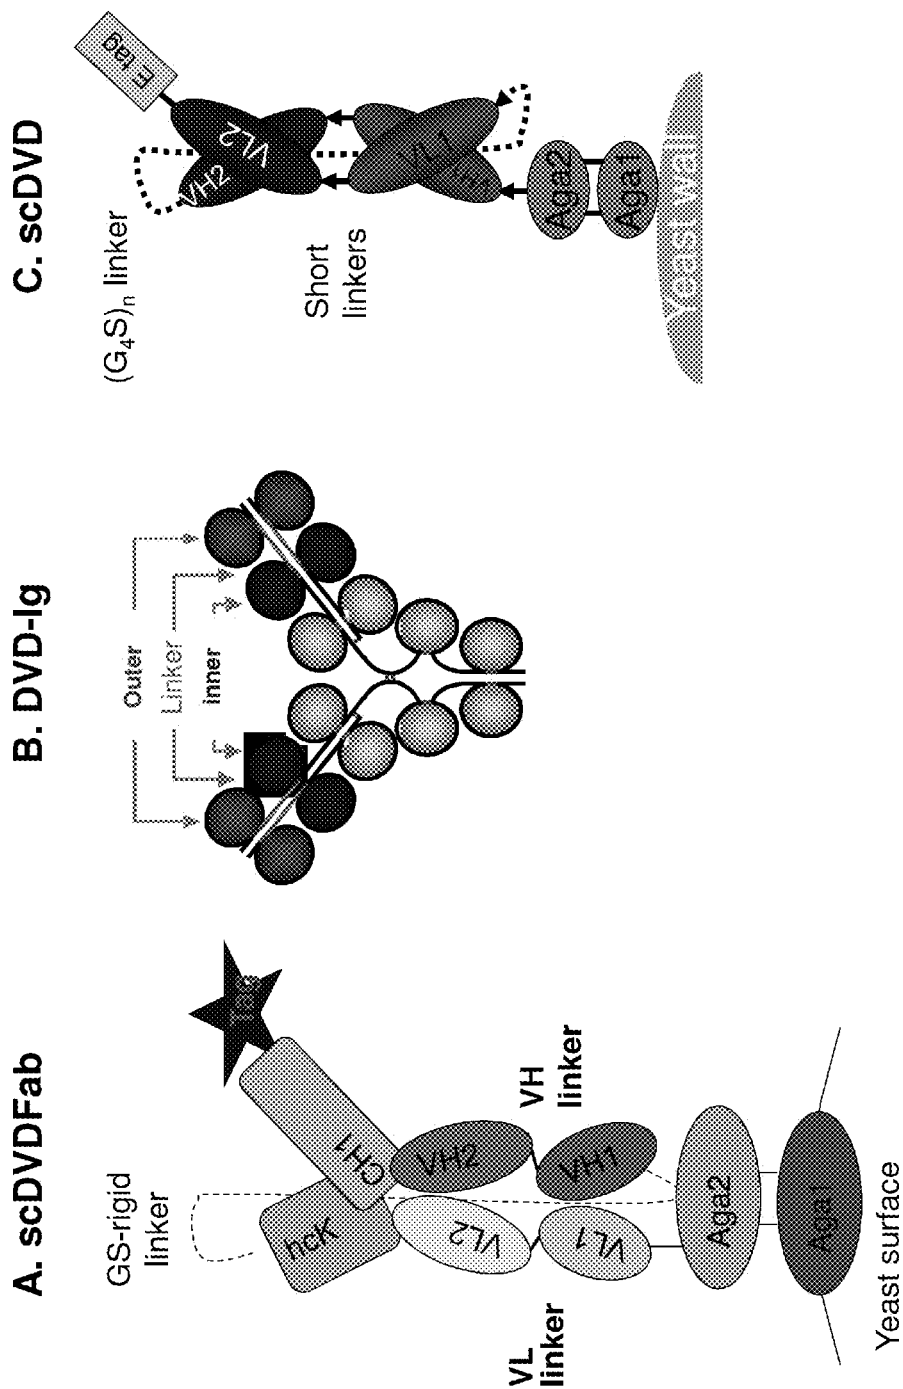 A. scDVDFab
GS-rigid
linker
Tag
hcK
CH1
VL2
VH2
VL
linker
VH
linker
VL1
VH1
Aga2
Aga1
Yeast surface
B. DVD-Ig
Outer
Linker
inner
C. scDVD
(G4S)n linker
E tag
VH2
VL2
Short
linkers
VL1
Aga2
Aga1
Yeast wall